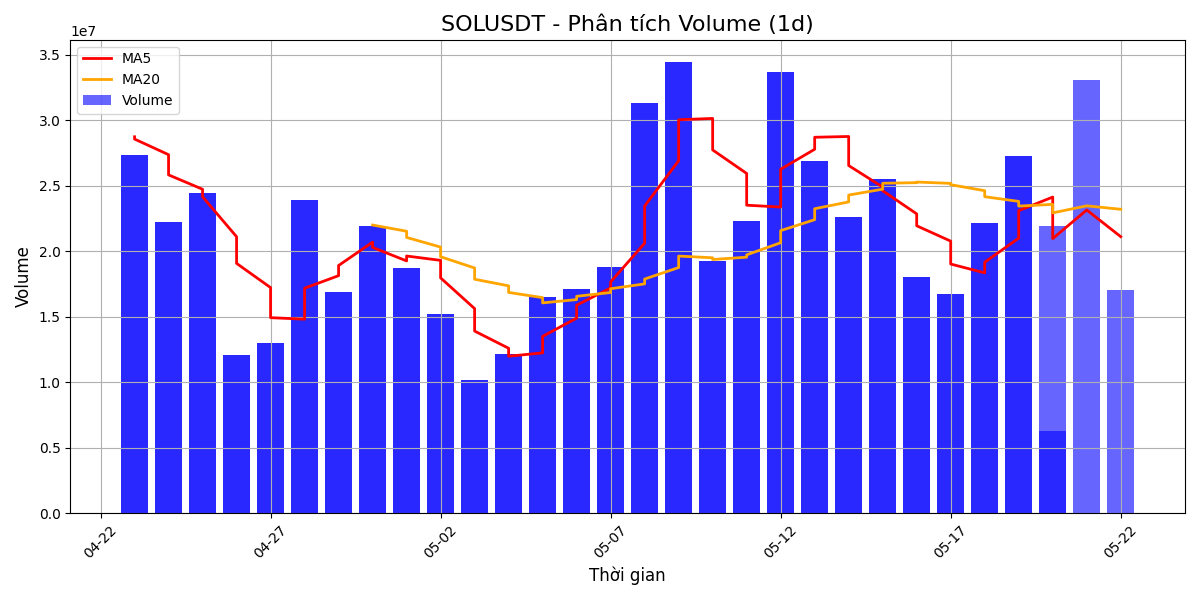 SOLUSDT - Phân tích Volume (1d)
1e7
MA5
MA20
Volume
3.5
3.0
2.5
2.0
1.5
1.0
0.5
0.0
Volume
04-22
04-27
05-02
05-07
05-12
05-17
05-22
Thời gian